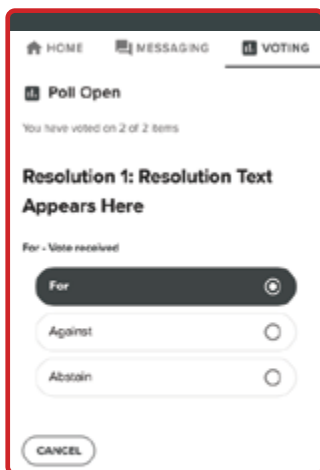 HOME MESSAGING VOTING
Poll Open
You have voted on 2 of 2 items
Resolution 1: Resolution Text
Appears Here
For - Vote received
For
Against
Abstain
CANCEL